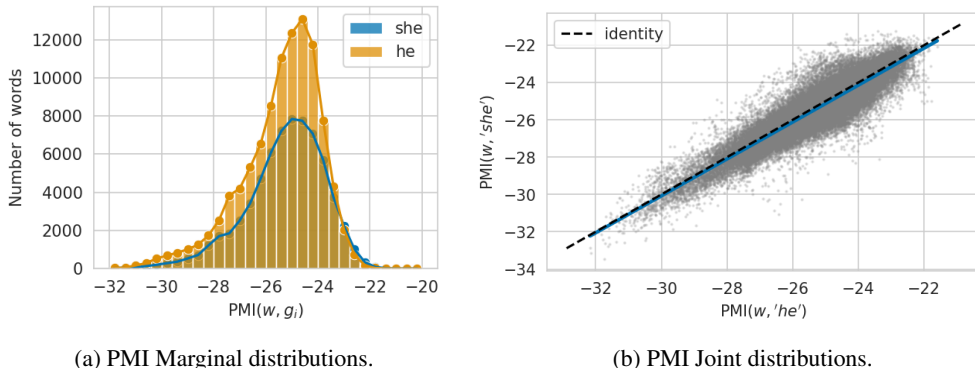 she
he
12000
10000
8000
6000
4000
2000
0
Number of words
−32 −30 −28 −26 −24 −22 −20
PMI(w, g_i)
(a) PMI Marginal distributions.
identity
−22
−24
−26
−28
−30
−32
−34
PMI(w, 'she')
−32 −30 −28 −26 −24 −22
PMI(w, 'he')
(b) PMI Joint distributions.